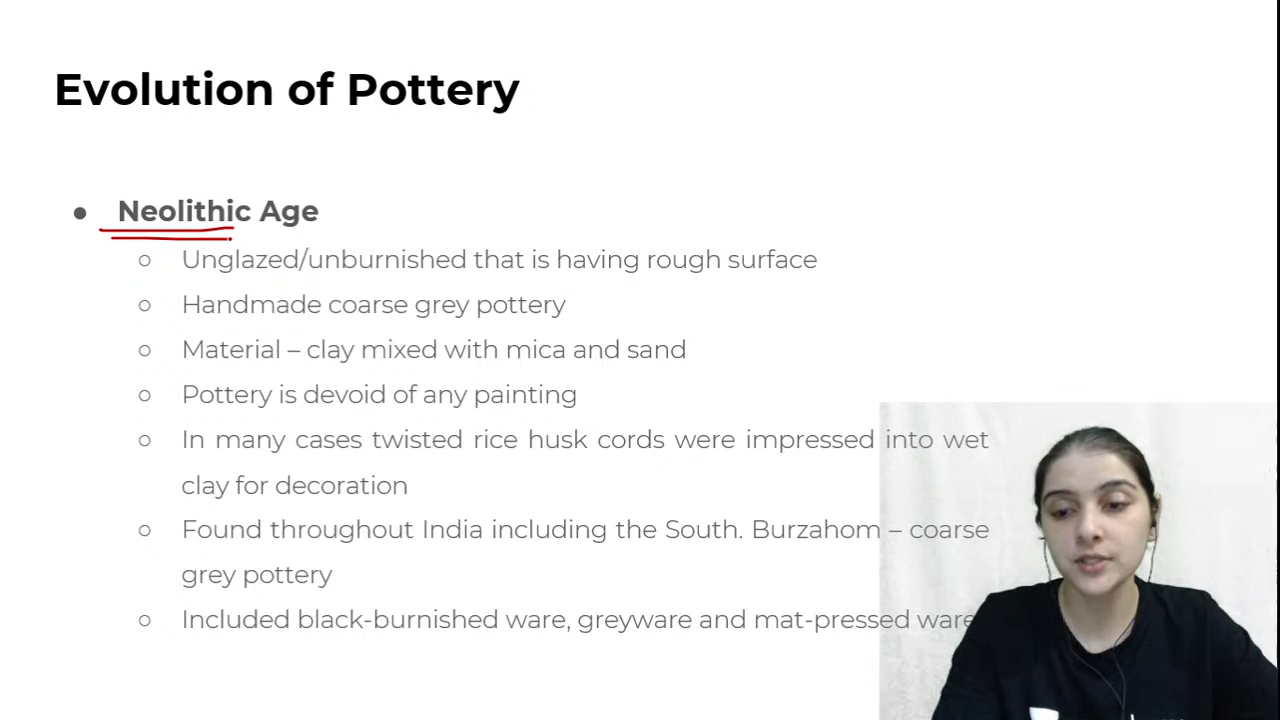 Evolution of Pottery
● Neolithic Age
○ Unglazed/unburnished that is having rough surface
○ Handmade coarse grey pottery
○ Material – clay mixed with mica and sand
○ Pottery is devoid of any painting
○ In many cases twisted rice husk cords were impressed into wet
clay for decoration
○ Found throughout India including the South. Burzahom – coarse
grey pottery
○ Included black-burnished ware, greyware and mat-pressed ware